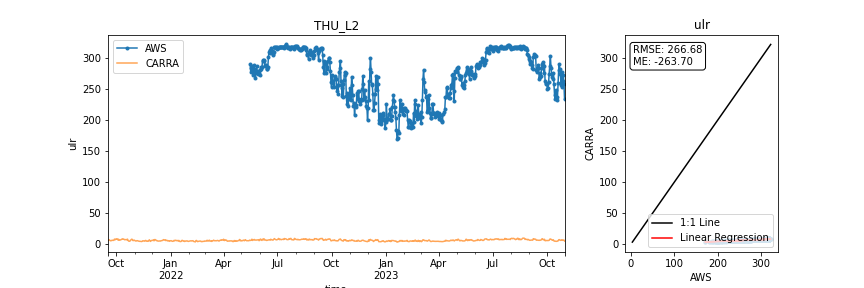 THU_L2
ulr
AWS
CARRA
300
250
200
150
100
50
0
ulr
Oct
Jan
2022
Apr
Jul
Oct
Jan
2023
Apr
Jul
Oct
time
ulr
RMSE: 266.68
ME: -263.70
300
250
200
150
100
50
0
CARRA
1:1 Line
Linear Regression
0
100
200
300
AWS